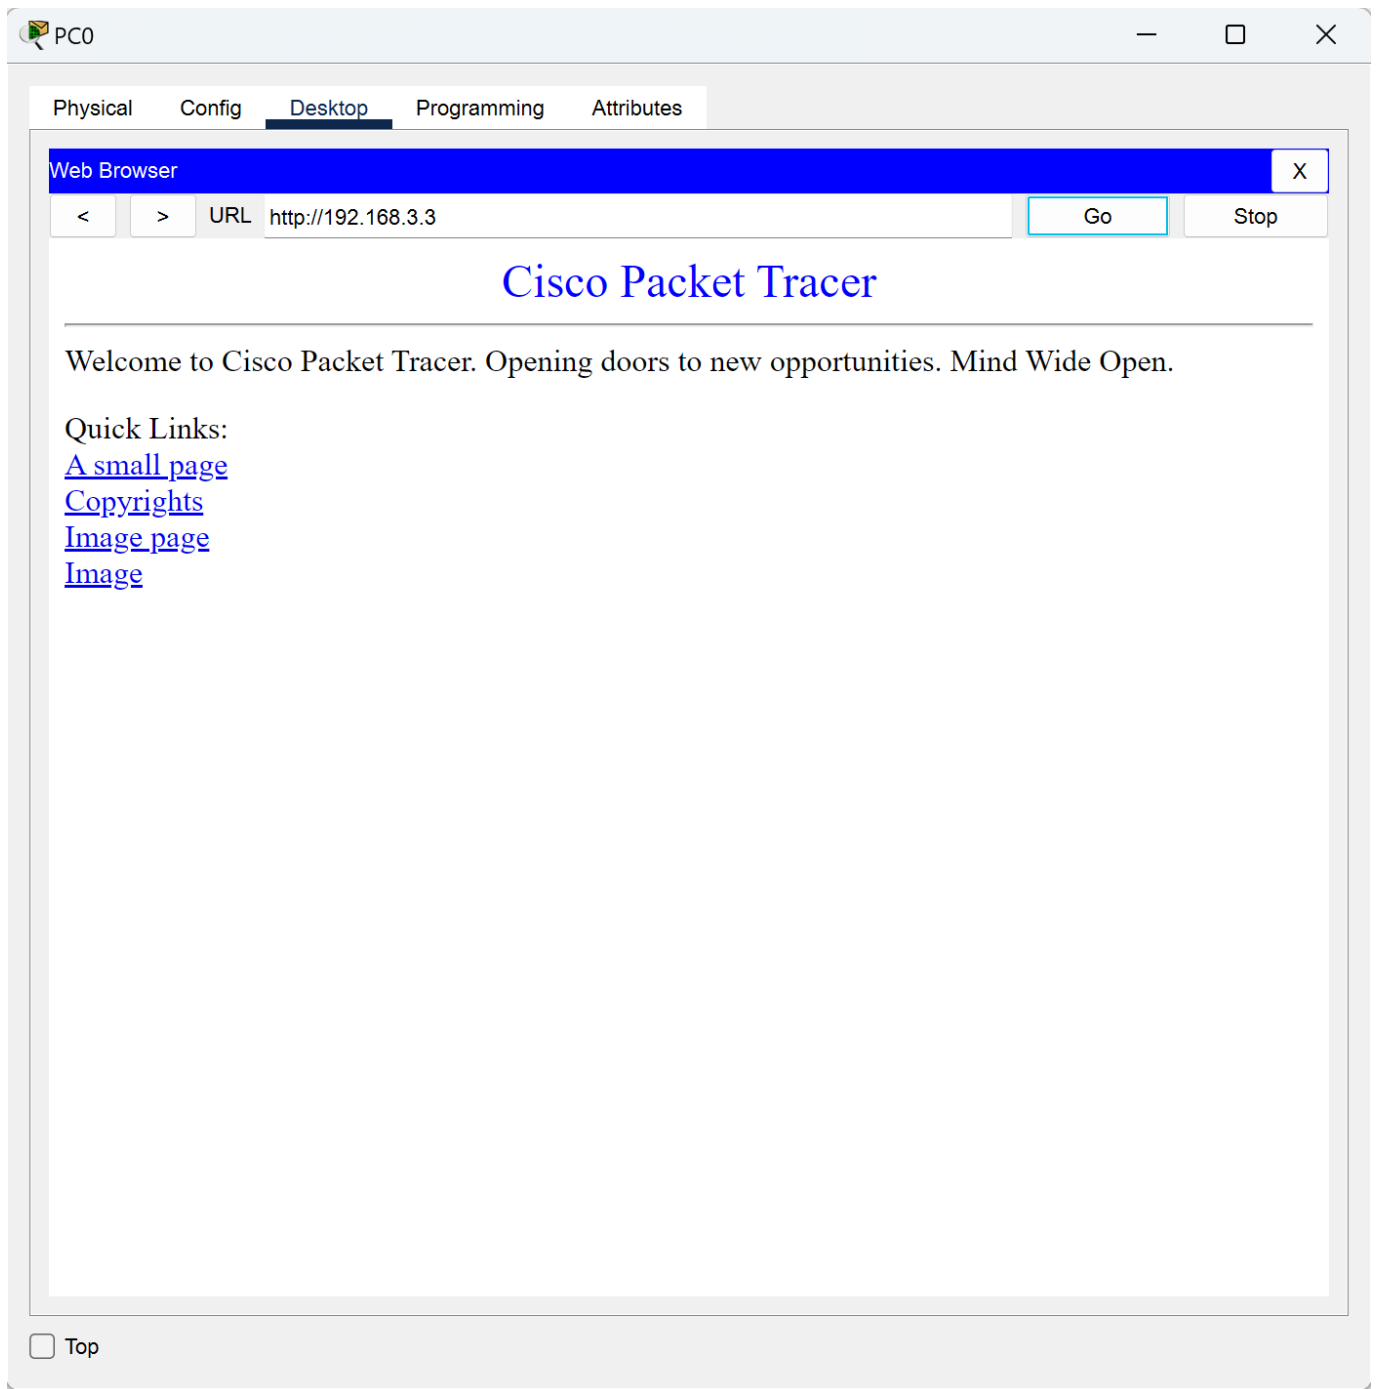 PC0
Physical Config Desktop Programming Attributes
Web Browser X
< > URL http://192.168.3.3 Go Stop
Cisco Packet Tracer
Welcome to Cisco Packet Tracer. Opening doors to new opportunities. Mind Wide Open.
Quick Links:
A small page
Copyrights
Image page
Image
Top